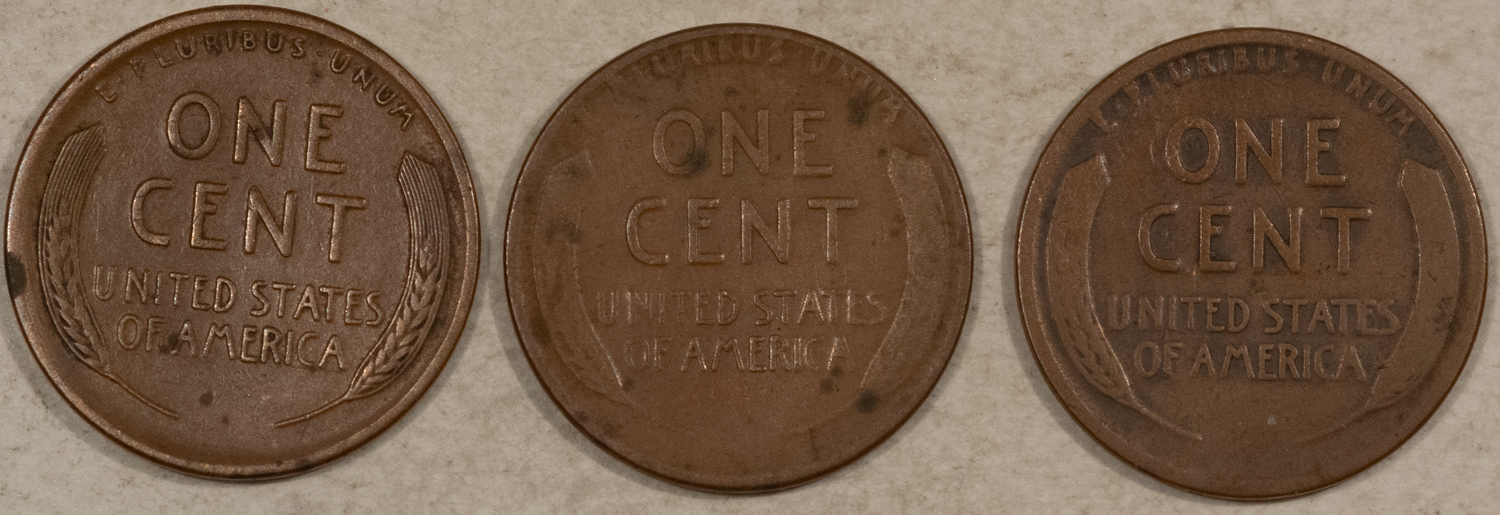 E·PLURIBUS·UNUM
ONE
CENT
UNITED STATES
OF AMERICA
E·PLURIBUS·UNUM
ONE
CENT
UNITED STATES
OF AMERICA
E·PLURIBUS·UNUM
ONE
CENT
UNITED STATES
OF AMERICA